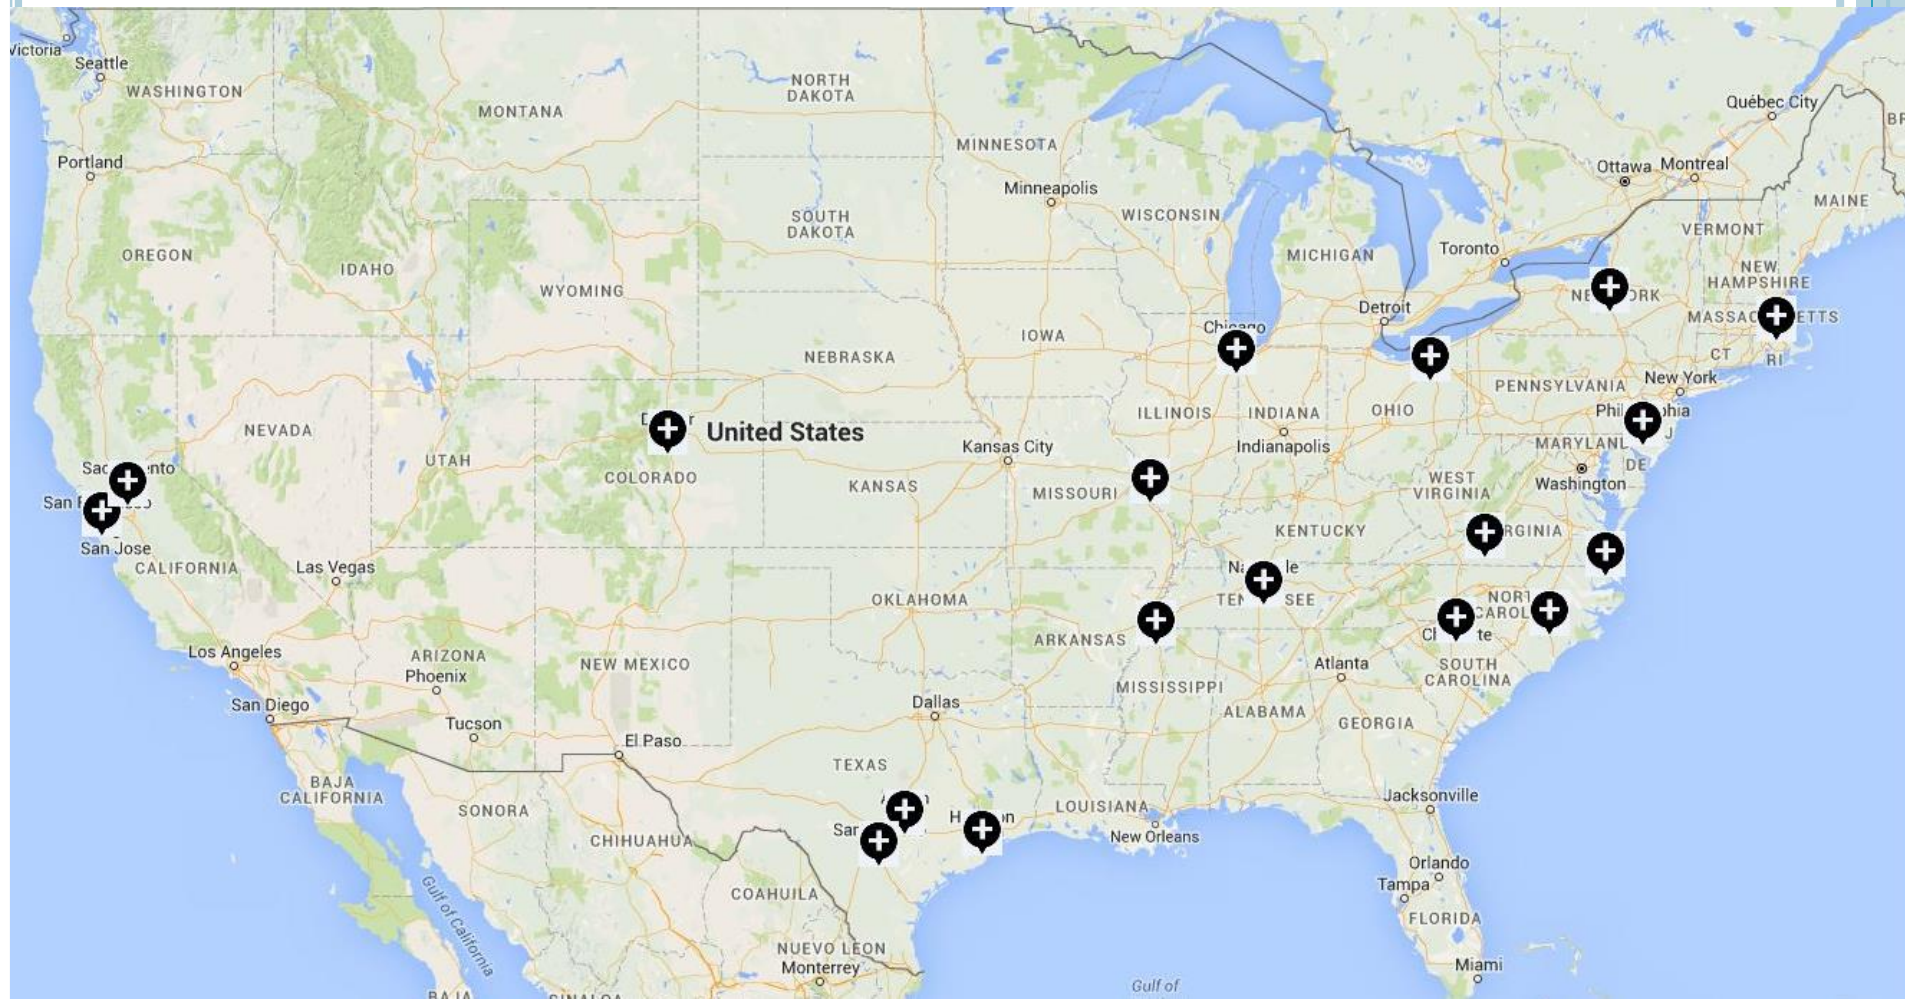 Victoria
Seattle
WASHINGTON
Portland
OREGON
IDAHO
MONTANA
WYOMING
NORTH
DAKOTA
SOUTH
DAKOTA
MINNESOTA
Minneapolis
WISCONSIN
MICHIGAN
Detroit
Toronto
Ottawa
Montreal
Québec City
MAINE
VERMONT
NEW
HAMPSHIRE
CT
RI
New York
PENNSYLVANIA
DE
Washington
WEST
VIRGINIA
OHIO
INDIANA
Indianapolis
ILLINOIS
Chicago
IOWA
NEBRASKA
United States
COLORADO
KANSAS
Kansas City
MISSOURI
KENTUCKY
NEVADA
UTAH
San Jose
CALIFORNIA
Las Vegas
Los Angeles
San Diego
ARIZONA
Phoenix
Tucson
NEW MEXICO
El Paso
OKLAHOMA
ARKANSAS
Dallas
TEXAS
LOUISIANA
New Orleans
MISSISSIPPI
ALABAMA
Atlanta
GEORGIA
SOUTH
CAROLINA
Jacksonville
Orlando
Tampa
FLORIDA
Miami
Gulf of
BAJA
CALIFORNIA
SONORA
CHIHUAHUA
COAHUILA
NUEVO LEON
Monterrey
Gulf of California
BAJA
SINALOA